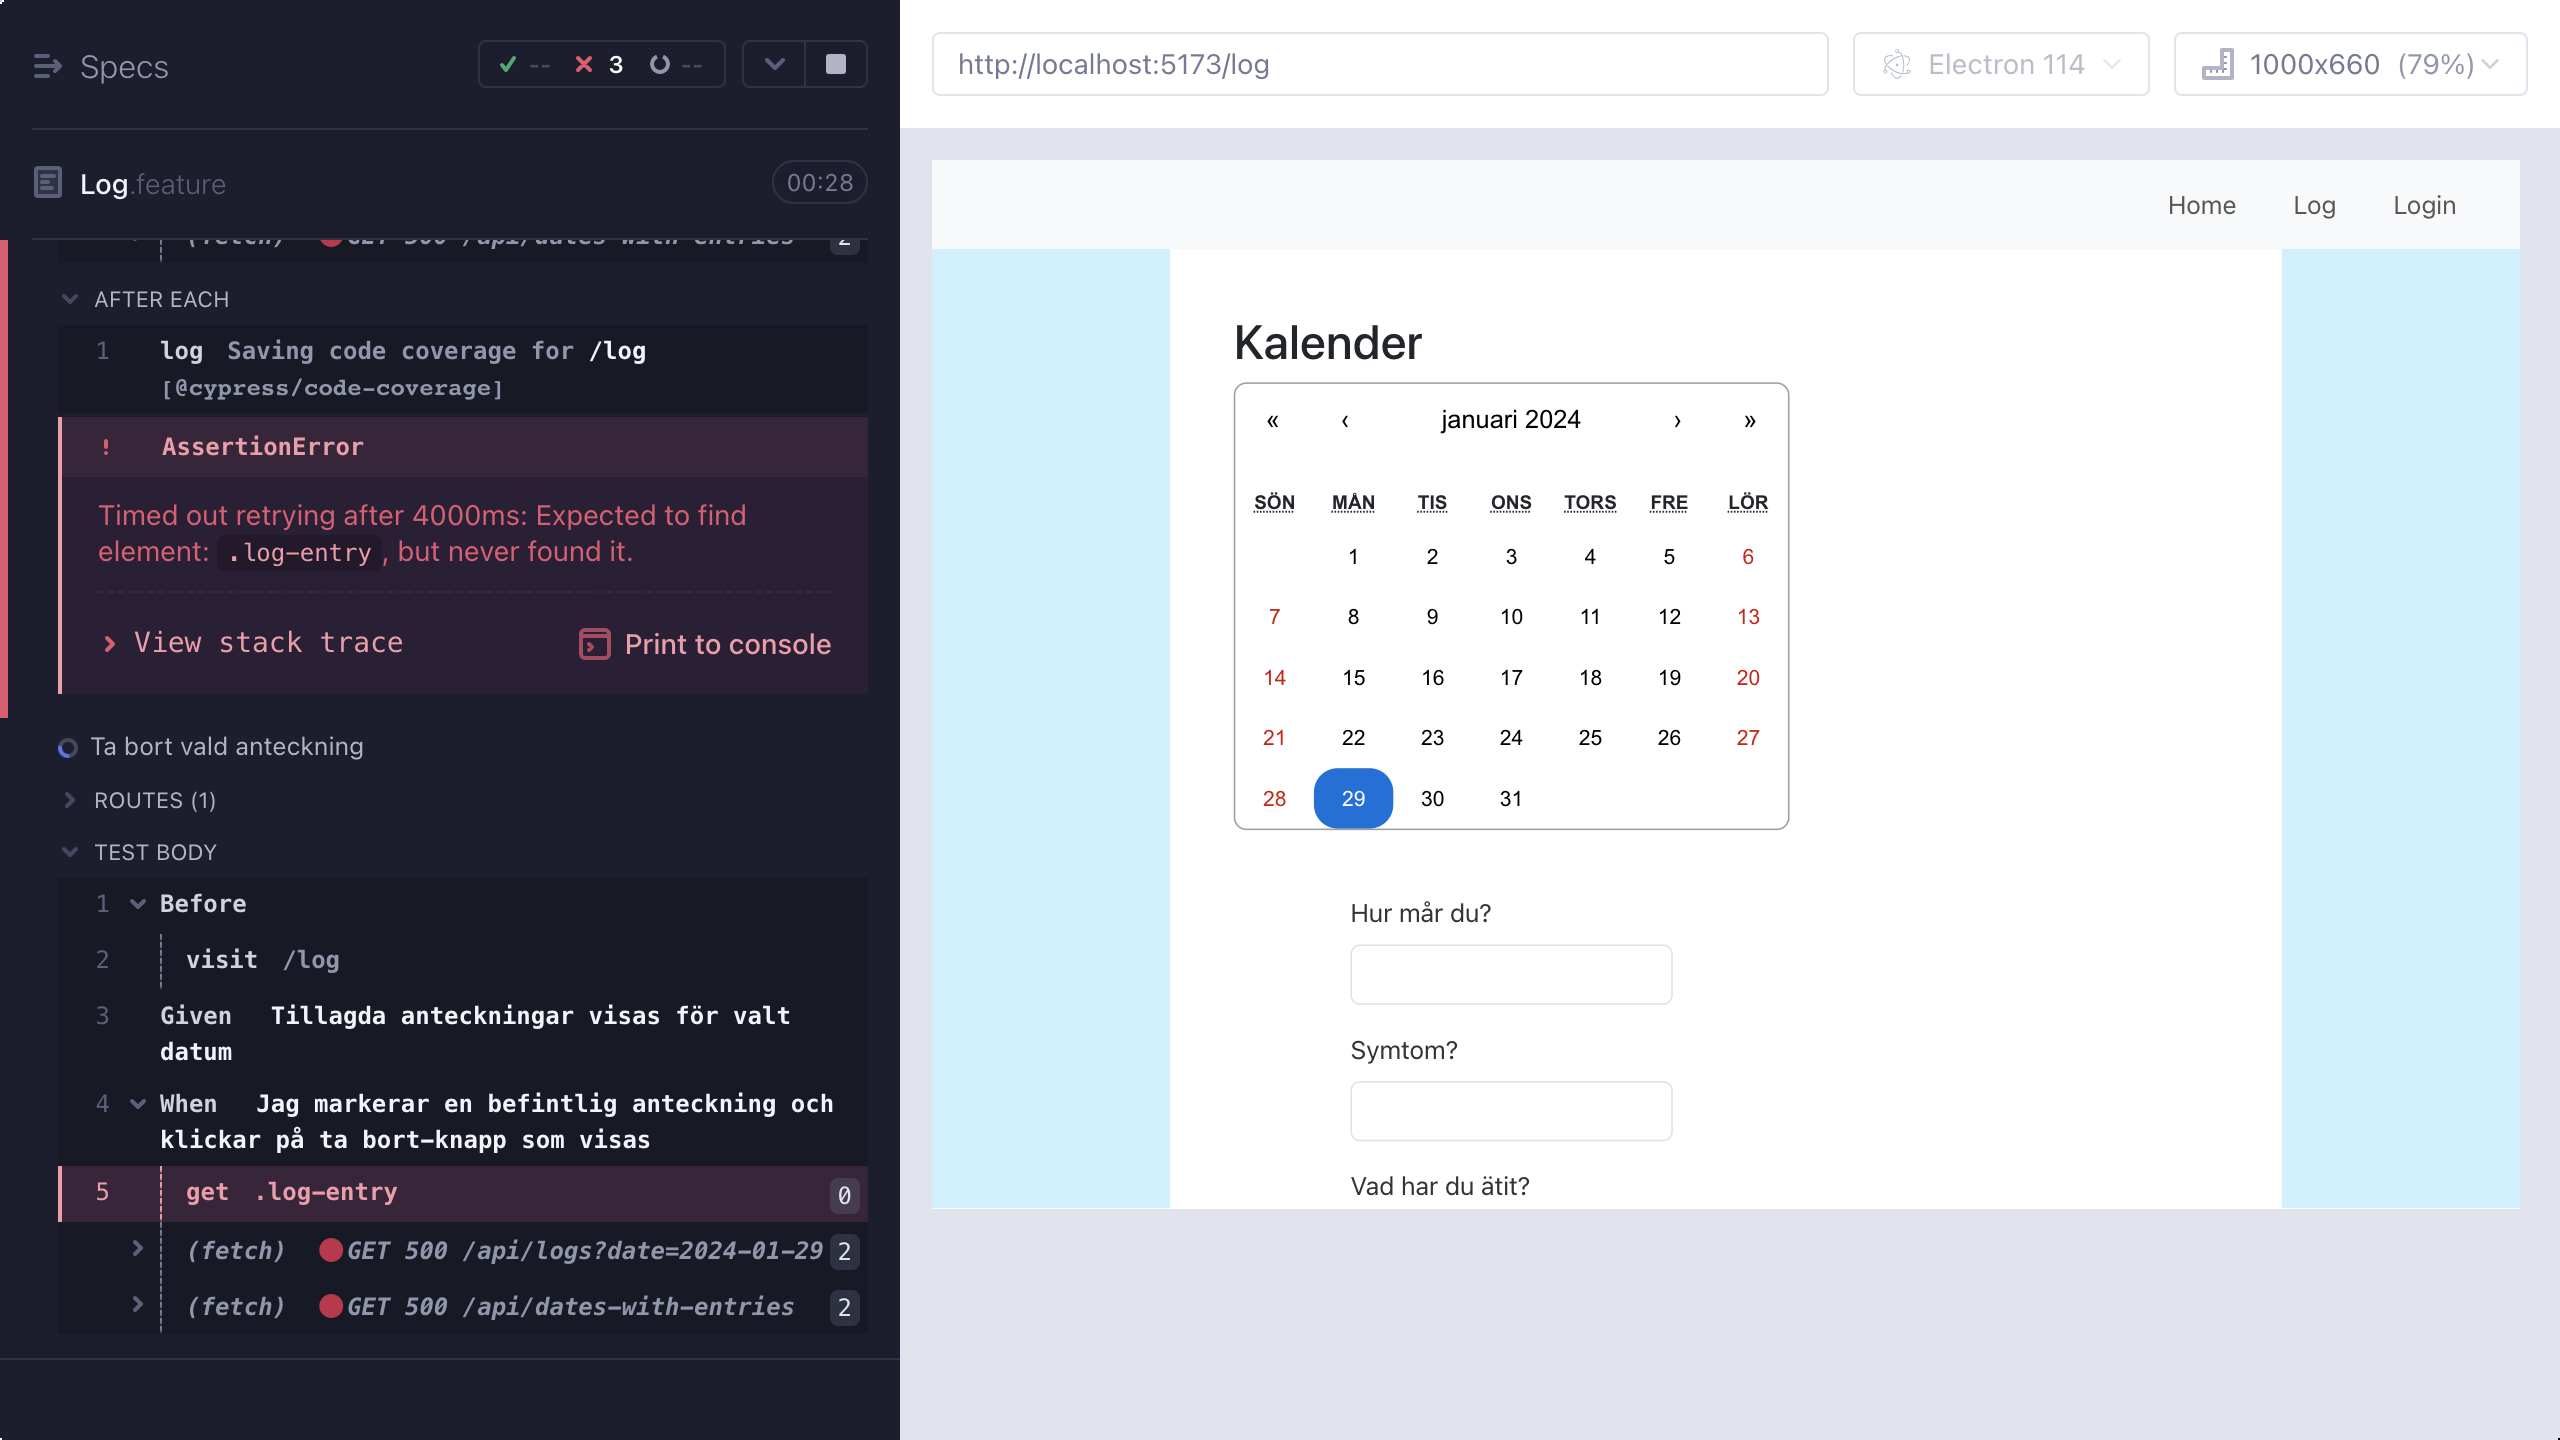 Specs
-- 3 --
Log.feature
00:28
(fetch) GET 500 /api/dates-with-entries 2
AFTER EACH
1 log Saving code coverage for /log
[@cypress/code-coverage]
! AssertionError
Timed out retrying after 4000ms: Expected to find
element: .log-entry, but never found it.
View stack trace
Print to console
Ta bort vald anteckning
ROUTES (1)
TEST BODY
1 Before
2 visit /log
3 Given Tillagda anteckningar visas för valt
datum
4 When Jag markerar en befintlig anteckning och
klickar på ta bort-knapp som visas
5 get .log-entry 0
(fetch) GET 500 /api/logs?date=2024-01-29 2
(fetch) GET 500 /api/dates-with-entries 2
http://localhost:5173/log
Electron 114
1000x660 (79%)
Home Log Login
Kalender
« ‹ januari 2024 › »
SÖN MÅN TIS ONS TORS FRE LÖR
1 2 3 4 5 6
7 8 9 10 11 12 13
14 15 16 17 18 19 20
21 22 23 24 25 26 27
28 29 30 31
Hur mår du?
Symtom?
Vad har du ätit?